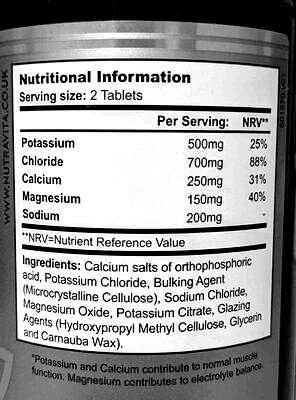 Nutritional Information
Serving size: 2 Tablets
Per Serving: NRV**
Potassium 500mg 25%
Chloride 700mg 88%
Calcium 250mg 31%
Magnesium 150mg 40%
Sodium 200mg -
**NRV=Nutrient Reference Value
Ingredients: Calcium salts of orthophosphoric
acid, Potassium Chloride, Bulking Agent
(Microcrystalline Cellulose), Sodium Chloride,
Magnesium Oxide, Potassium Citrate, Glazing
Agents (Hydroxypropyl Methyl Cellulose, Glycerin
and Carnauba Wax).
*Potassium and Calcium contribute to normal muscle
function. Magnesium contributes to electrolyte balance.
WWW.NUTRAVITA.CO.UK